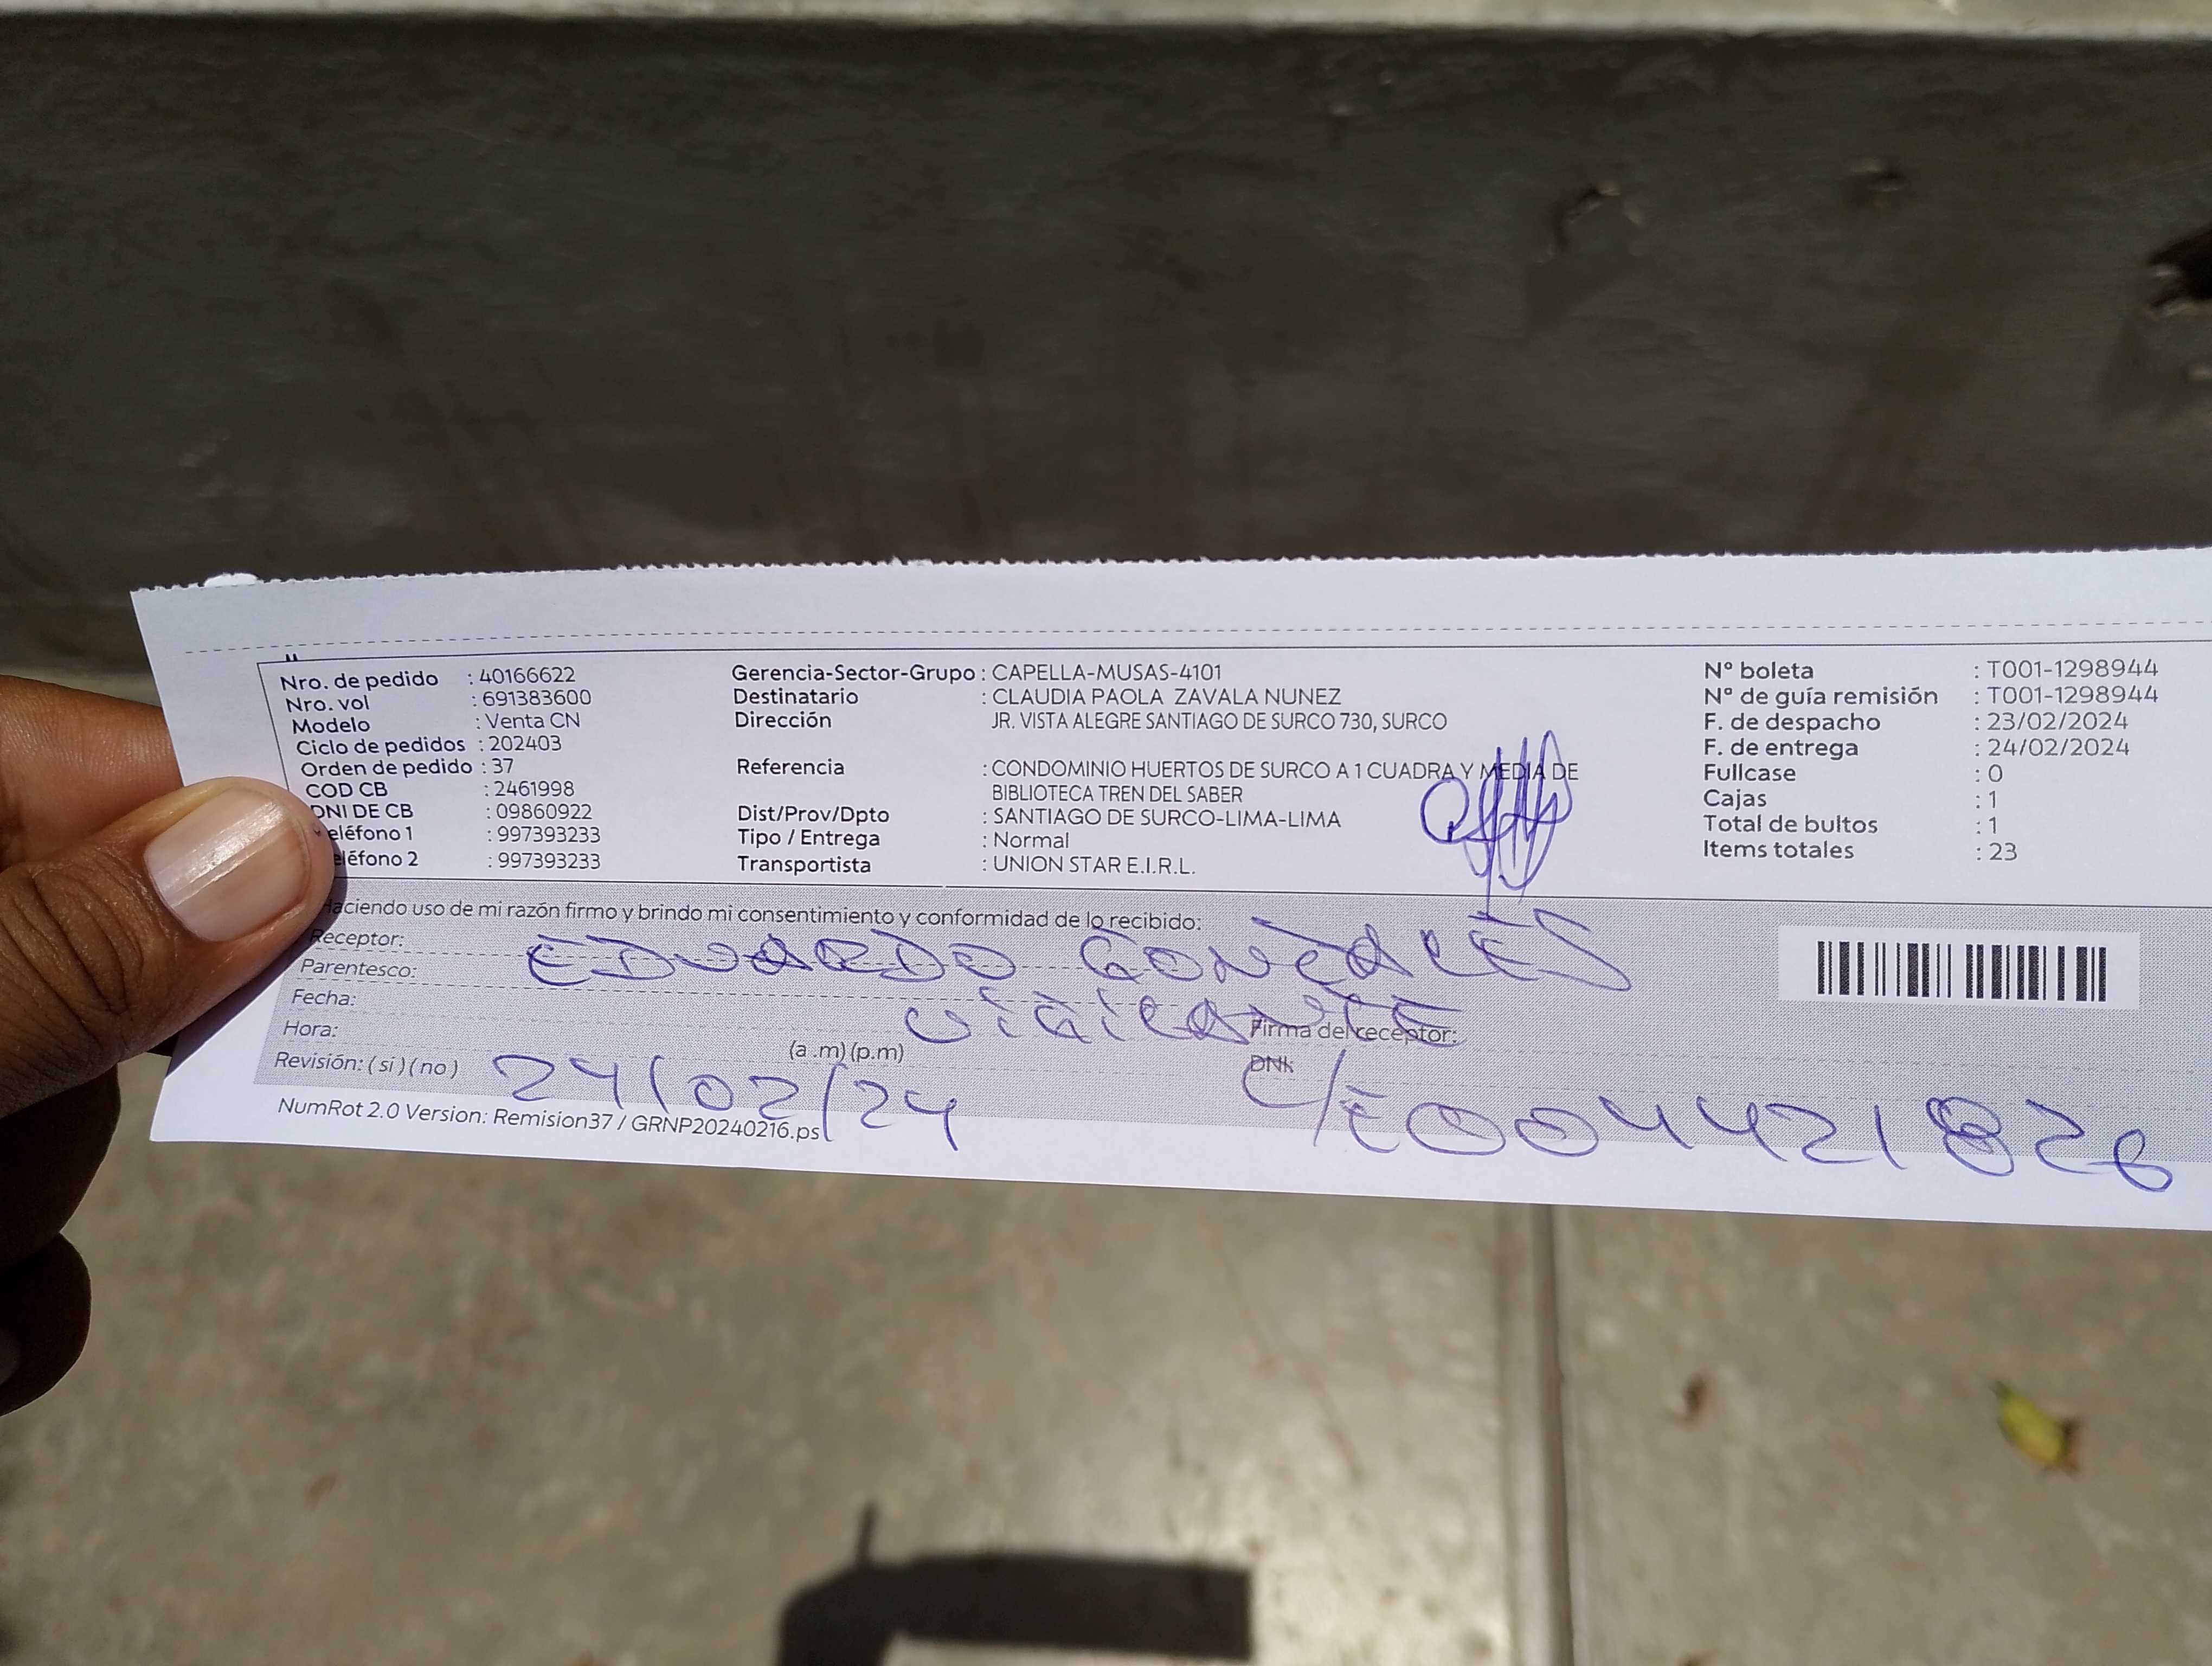 Nro. de pedido : 40166622
Nro. vol : 691383600
Modelo : Venta CN
Ciclo de pedidos : 202403
Orden de pedido : 37
COD CB : 2461998
DNI DE CB : 09860922
eléfono 1 : 997393233
eléfono 2 : 997393233
Gerencia-Sector-Grupo : CAPELLA-MUSAS-4101
Destinatario : CLAUDIA PAOLA ZAVALA NUNEZ
Dirección JR. VISTA ALEGRE SANTIAGO DE SURCO 730, SURCO
Referencia : CONDOMINIO HUERTOS DE SURCO A 1 CUADRA Y MEDIA DE
BIBLIOTECA TREN DEL SABER
Dist/Prov/Dpto : SANTIAGO DE SURCO-LIMA-LIMA
Tipo / Entrega : Normal
Transportista : UNION STAR E.I.R.L.
N° boleta : T001-1298944
N° de guía remisión : T001-1298944
F. de despacho : 23/02/2024
F. de entrega : 24/02/2024
Fullcase : 0
Cajas : 1
Total de bultos : 1
Items totales : 23
Haciendo uso de mi razón firmo y brindo mi consentimiento y conformidad de lo recibido:
Receptor: EDUARDO GONZALES
Parentesco: VIGILANTE
Fecha:
Hora: (a.m) (p.m) Firma del receptor:
Revisión: ( si ) ( no ) 24/02/24 DNI: C/E 004421826
NumRot 2.0 Version: Remision37 / GRNP20240216.ps